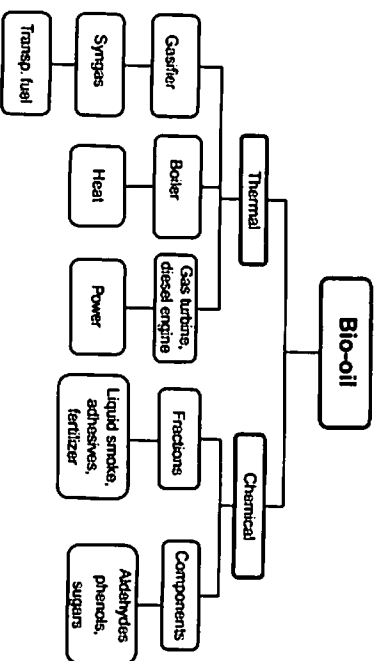 Bio-oil
Thermal
Chemical
Gasifier
Boiler
Gas turbine,
diesel engine
Fractions
Components
Syngas
Heat
Power
Liquid smoke,
adhesives,
fertilizer
Aldehydes
phenols,
sugars
Transp. fuel